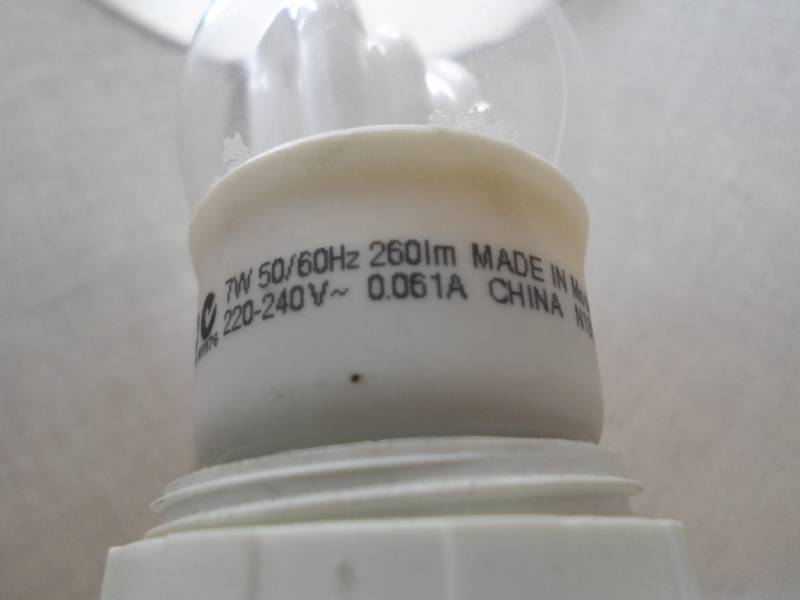 7W 50/60Hz 260lm MADE IN
220-240V~ 0.061A CHINA